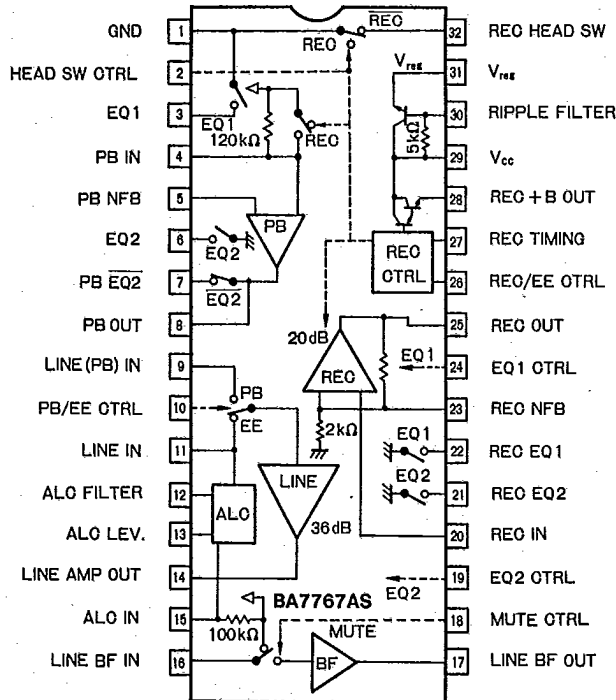 GND 1 REC REC 32 REC HEAD SW
HEAD SW CTRL 2 Vreg 31 Vreg
EQ1 3 EQ1 120kΩ REC 5kΩ 30 RIPPLE FILTER
PB IN 4 29 Vcc
PB NFB 5 PB 28 REC+B OUT
EQ2 6 EQ2 REC CTRL 27 REC TIMING
PB EQ2 7 EQ2 26 REC/EE CTRL
PB OUT 8 20dB 25 REC OUT
LINE(PB) IN 9 PB REC EQ1 24 EQ1 CTRL
PB/EE CTRL 10 EE 23 REC NFB
LINE IN 11 2kΩ EQ1 22 REC EQ1
ALC FILTER 12 ALC LINE EQ2 21 REC EQ2
ALC LEV. 13 36dB 20 REC IN
LINE AMP OUT 14 EQ2 19 EQ2 CTRL
BA7767AS
ALC IN 15 100kΩ MUTE 18 MUTE CTRL
LINE BF IN 16 BF 17 LINE BF OUT